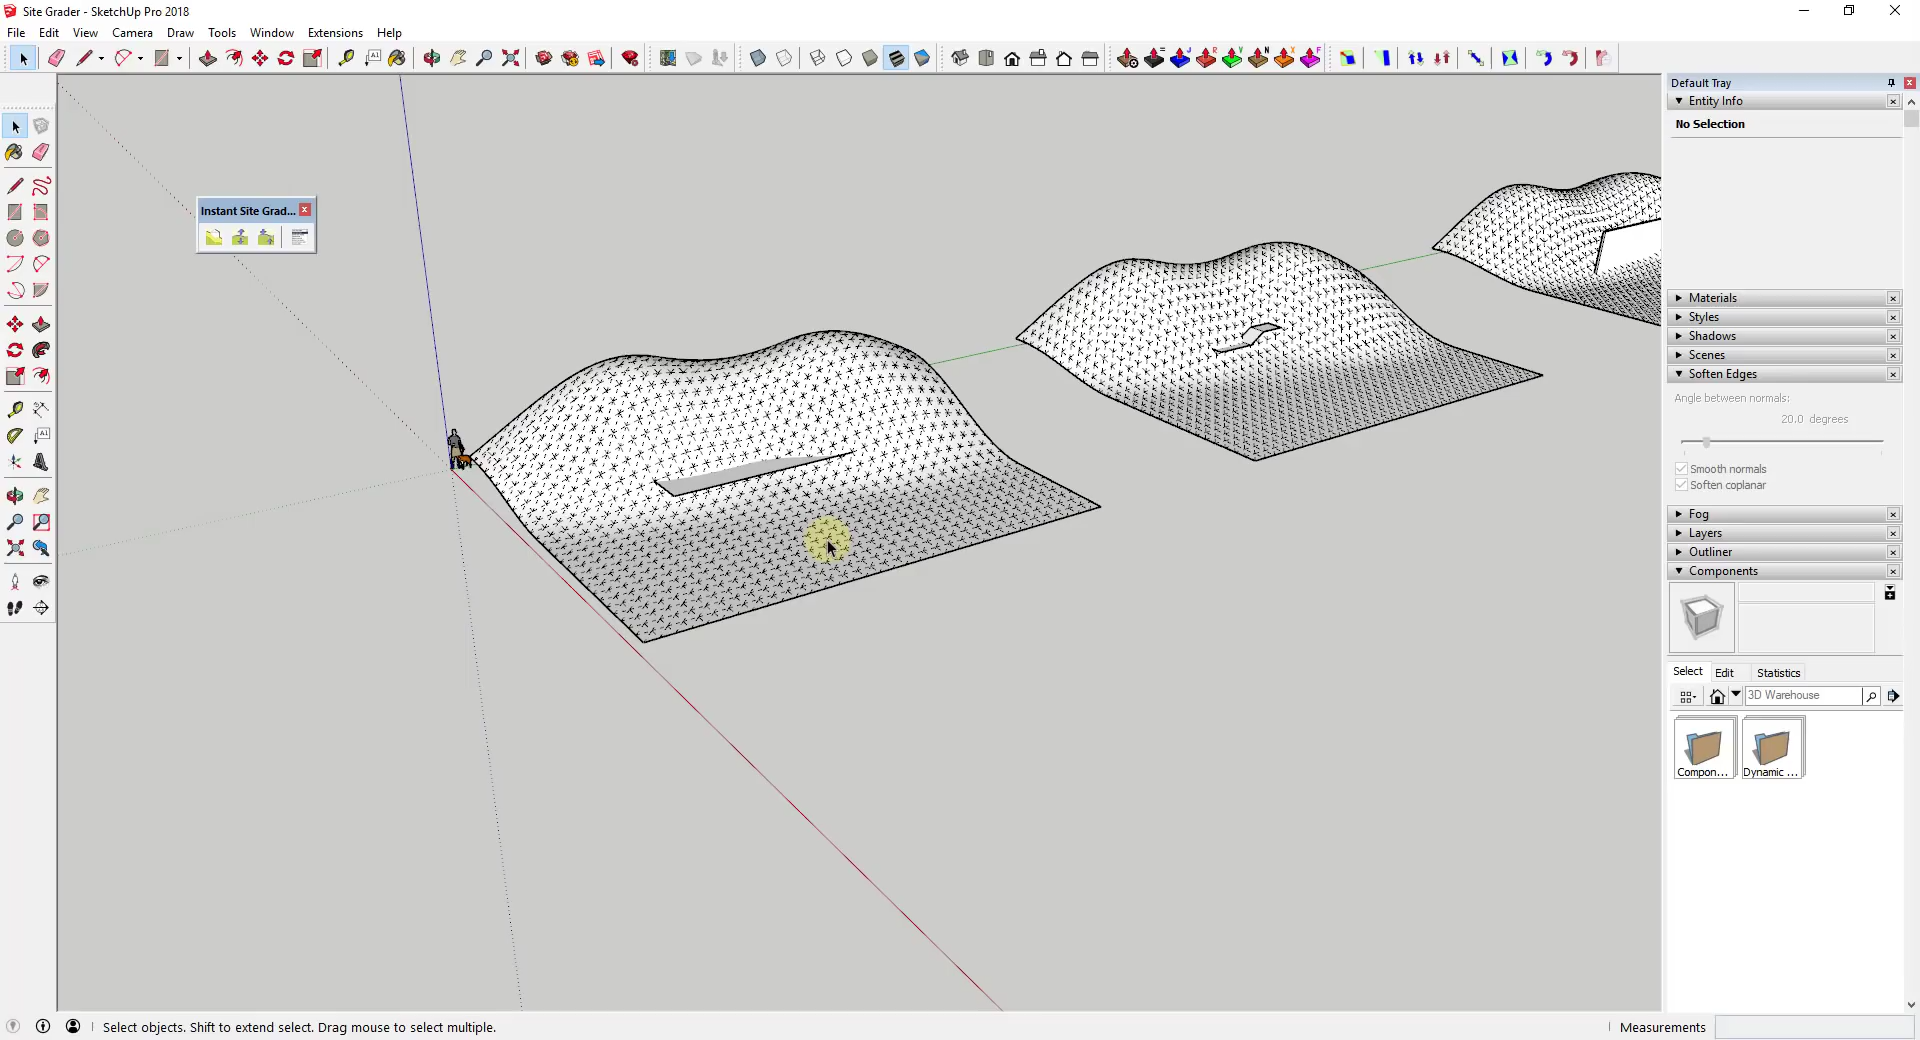 Site Grader - SketchUp Pro 2018
File Edit View Camera Draw Tools Window Extensions Help
Default Tray
Entity Info
No Selection
Instant Site Grad...
Materials
Styles
Shadows
Scenes
Soften Edges
Angle between normals:
20.0 degrees
Smooth normals
Soften coplanar
Fog
Layers
Outliner
Components
Select Edit Statistics
3D Warehouse
Compon... Dynamic ...
Select objects. Shift to extend select. Drag mouse to select multiple.
Measurements